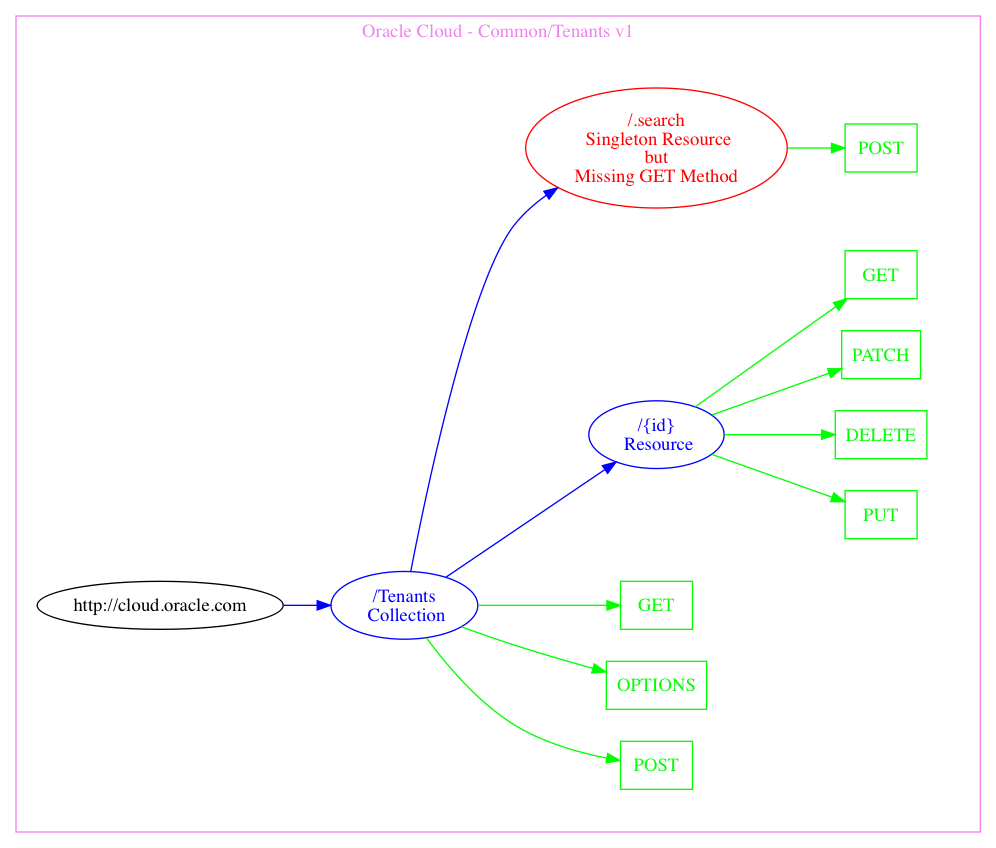 Oracle Cloud - Common/Tenants v1
/.search
Singleton Resource
but
Missing GET Method
POST
GET
PATCH
/{id}
Resource
DELETE
PUT
http://cloud.oracle.com
/Tenants
Collection
GET
OPTIONS
POST